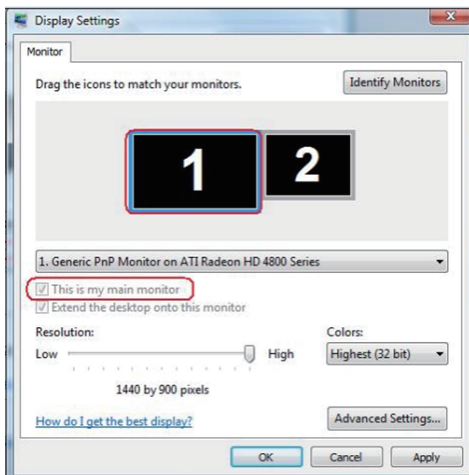 Display Settings
Monitor
Drag the icons to match your monitors.
Identify Monitors
1
2
1. Generic PnP Monitor on ATI Radeon HD 4800 Series
This is my main monitor
Extend the desktop onto this monitor
Resolution:
Colors:
Low
High
Highest (32 bit)
1440 by 900 pixels
How do I get the best display?
Advanced Settings...
OK
Cancel
Apply